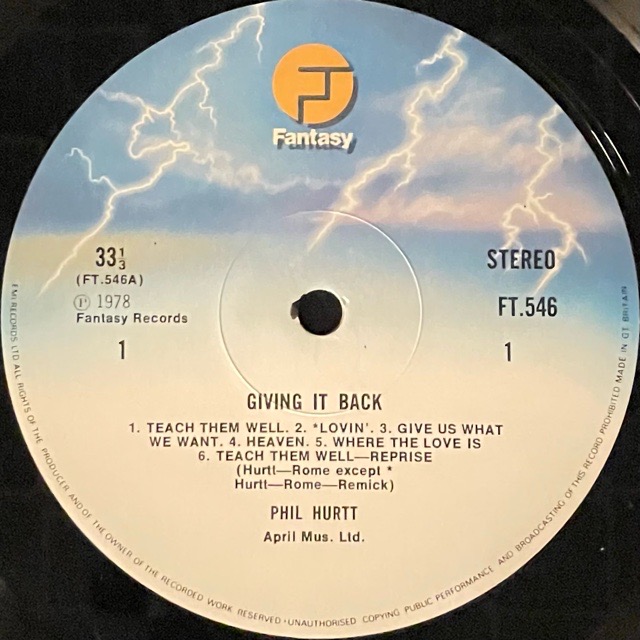 Fantasy
33⅓
STEREO
(FT.546A)
Ⓟ 1978
FT.546
Fantasy Records
1
1
GIVING IT BACK
1. TEACH THEM WELL. 2. *LOVIN'. 3. GIVE US WHAT
WE WANT. 4. HEAVEN. 5. WHERE THE LOVE IS
6. TEACH THEM WELL—REPRISE
(Hurtt—Rome except *
Hurtt—Rome—Remick)
PHIL HURTT
April Mus. Ltd.
EMI RECORDS LTD ALL RIGHTS OF THE PRODUCER AND OF THE OWNER OF THE RECORDED WORK RESERVED · UNAUTHORISED COPYING PUBLIC PERFORMANCE AND BROADCASTING OF THIS RECORD PROHIBITED MADE IN GT BRITAIN